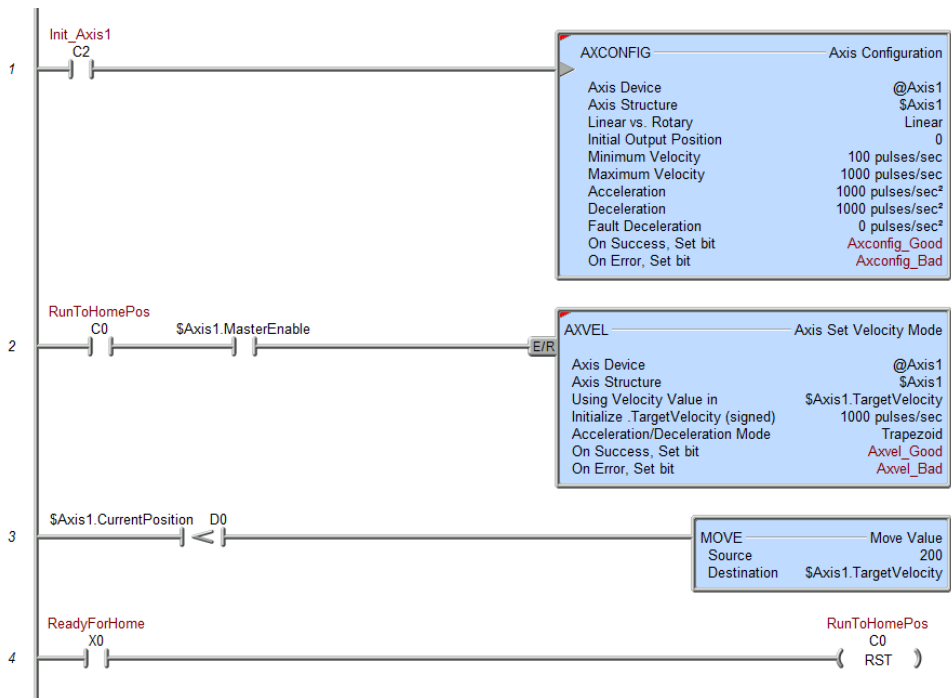 Init_Axis1
C2
1
AXCONFIG Axis Configuration
Axis Device @Axis1
Axis Structure $Axis1
Linear vs. Rotary Linear
Initial Output Position 0
Minimum Velocity 100 pulses/sec
Maximum Velocity 1000 pulses/sec
Acceleration 1000 pulses/sec²
Deceleration 1000 pulses/sec²
Fault Deceleration 0 pulses/sec²
On Success, Set bit Axconfig_Good
On Error, Set bit Axconfig_Bad
RunToHomePos
C0 $Axis1.MasterEnable
2
E/R
AXVEL Axis Set Velocity Mode
Axis Device @Axis1
Axis Structure $Axis1
Using Velocity Value in $Axis1.TargetVelocity
Initialize .TargetVelocity (signed) 1000 pulses/sec
Acceleration/Deceleration Mode Trapezoid
On Success, Set bit Axvel_Good
On Error, Set bit Axvel_Bad
$Axis1.CurrentPosition D0
3 <
MOVE Move Value
Source 200
Destination $Axis1.TargetVelocity
ReadyForHome
X0
4
RunToHomePos
C0
( RST )